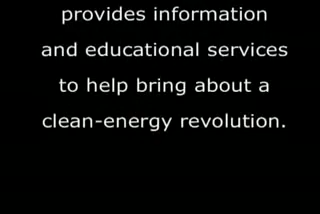 provides information
and educational services
to help bring about a
clean-energy revolution.